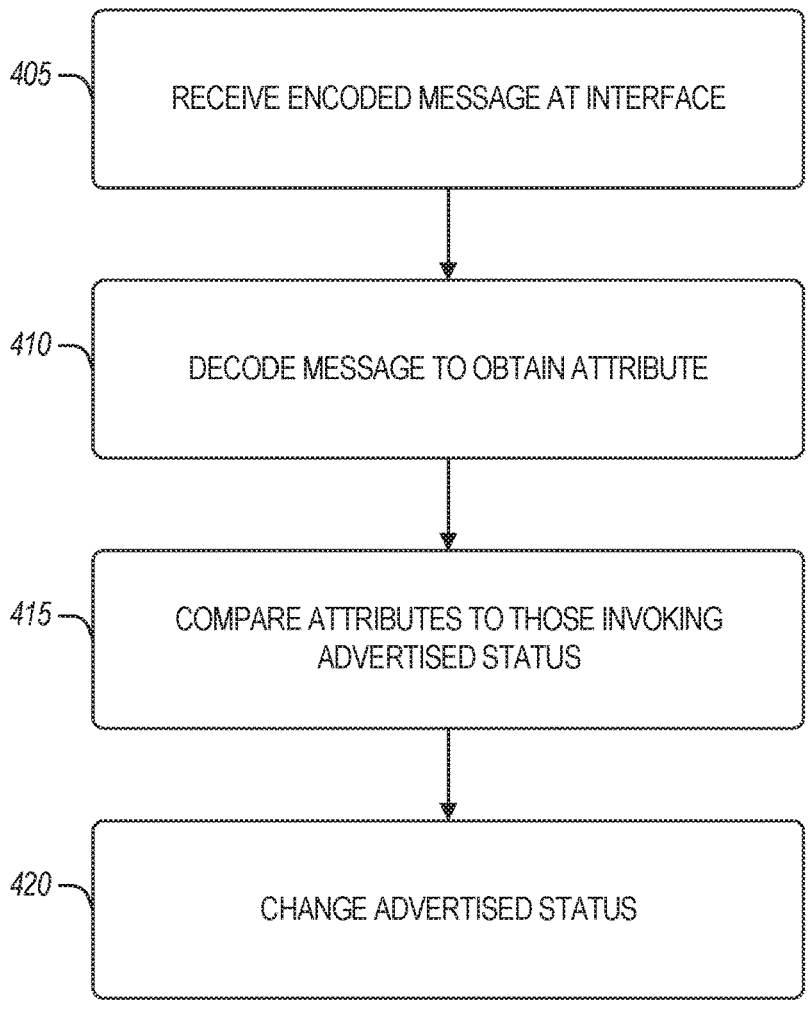 405
RECEIVE ENCODED MESSAGE AT INTERFACE
410
DECODE MESSAGE TO OBTAIN ATTRIBUTE
415
COMPARE ATTRIBUTES TO THOSE INVOKING
ADVERTISED STATUS
420
CHANGE ADVERTISED STATUS